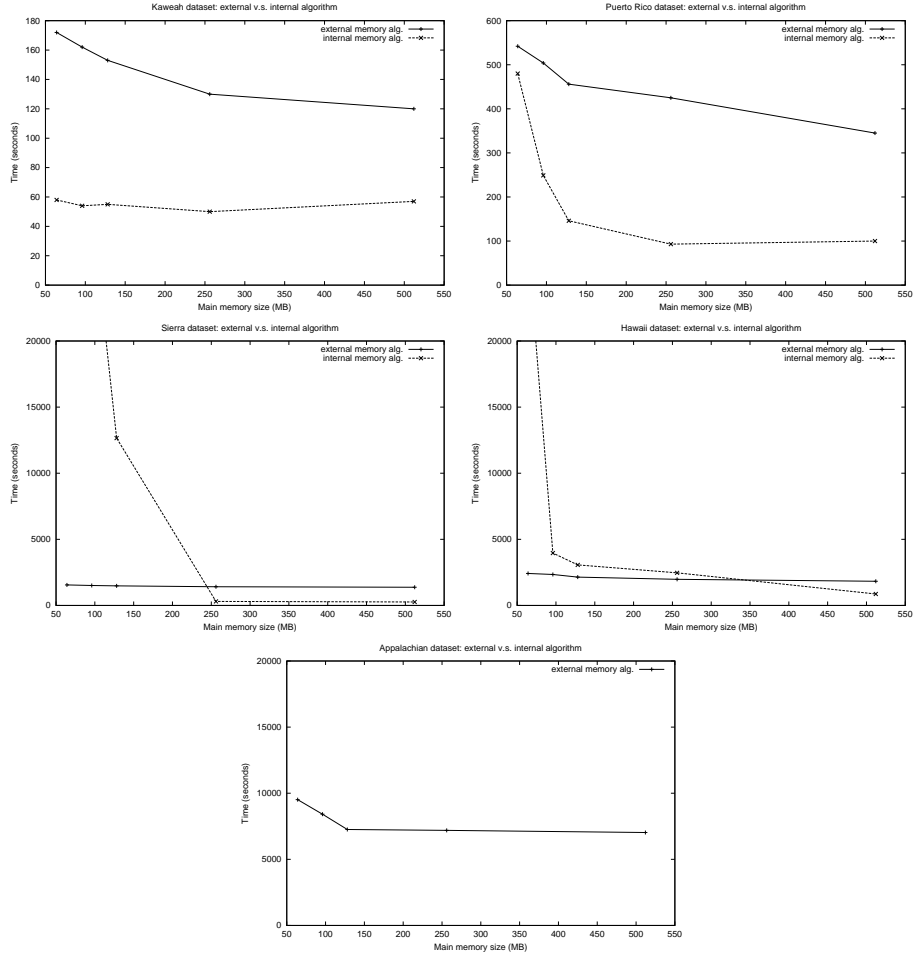 Kaweah dataset: external v.s. internal algorithm
180
160
140
120
100
80
60
40
20
0
Time (seconds)
external memory alg.
internal memory alg.
50 100 150 200 250 300 350 400 450 500 550
Main memory size (MB)
Puerto Rico dataset: external v.s. internal algorithm
600
500
400
300
200
100
0
Time (seconds)
external memory alg.
internal memory alg.
50 100 150 200 250 300 350 400 450 500 550
Main memory size (MB)
Sierra dataset: external v.s. internal algorithm
20000
15000
10000
5000
0
Time (seconds)
external memory alg.
internal memory alg.
50 100 150 200 250 300 350 400 450 500 550
Main memory size (MB)
Hawaii dataset: external v.s. internal algorithm
20000
15000
10000
5000
0
Time (seconds)
external memory alg.
internal memory alg.
50 100 150 200 250 300 350 400 450 500 550
Main memory size (MB)
Appalachian dataset: external v.s. internal algorithm
20000
15000
10000
5000
0
Time (seconds)
external memory alg.
50 100 150 200 250 300 350 400 450 500 550
Main memory size (MB)